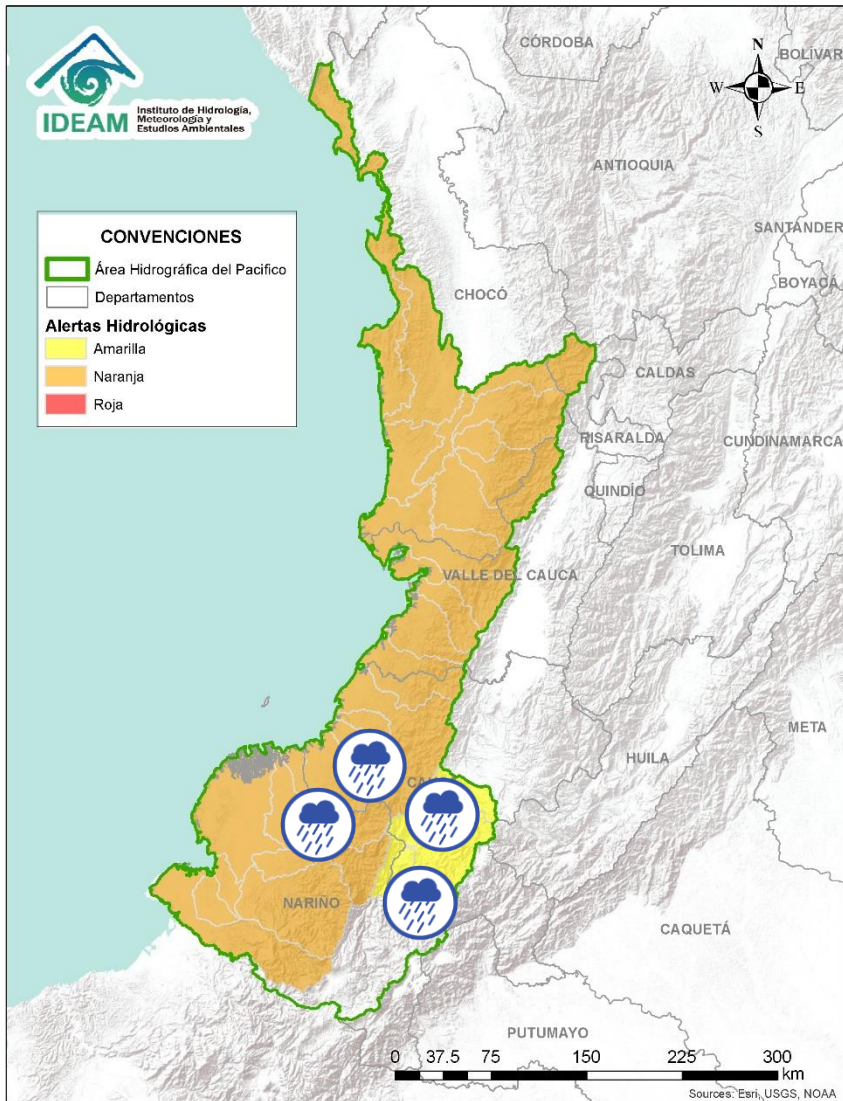 IDEAM
Instituto de Hidrología,
Meteorología y
Estudios Ambientales
CÓRDOBA
BOLÍVAR
N
W
E
S
ANTIOQUIA
SANTANDER
BOYACÁ
CONVENCIONES
Área Hidrográfica del Pacifico
Departamentos
Alertas Hidrológicas
Amarilla
Naranja
Roja
CHOCÓ
CALDAS
RISARALDA
CUNDINAMARCA
QUINDÍO
TOLIMA
VALLE DEL CAUCA
META
HUILA
NARIÑO
CAQUETÁ
PUTUMAYO
0 37.5 75 150 225 300
km
Sources: Esri, USGS, NOAA